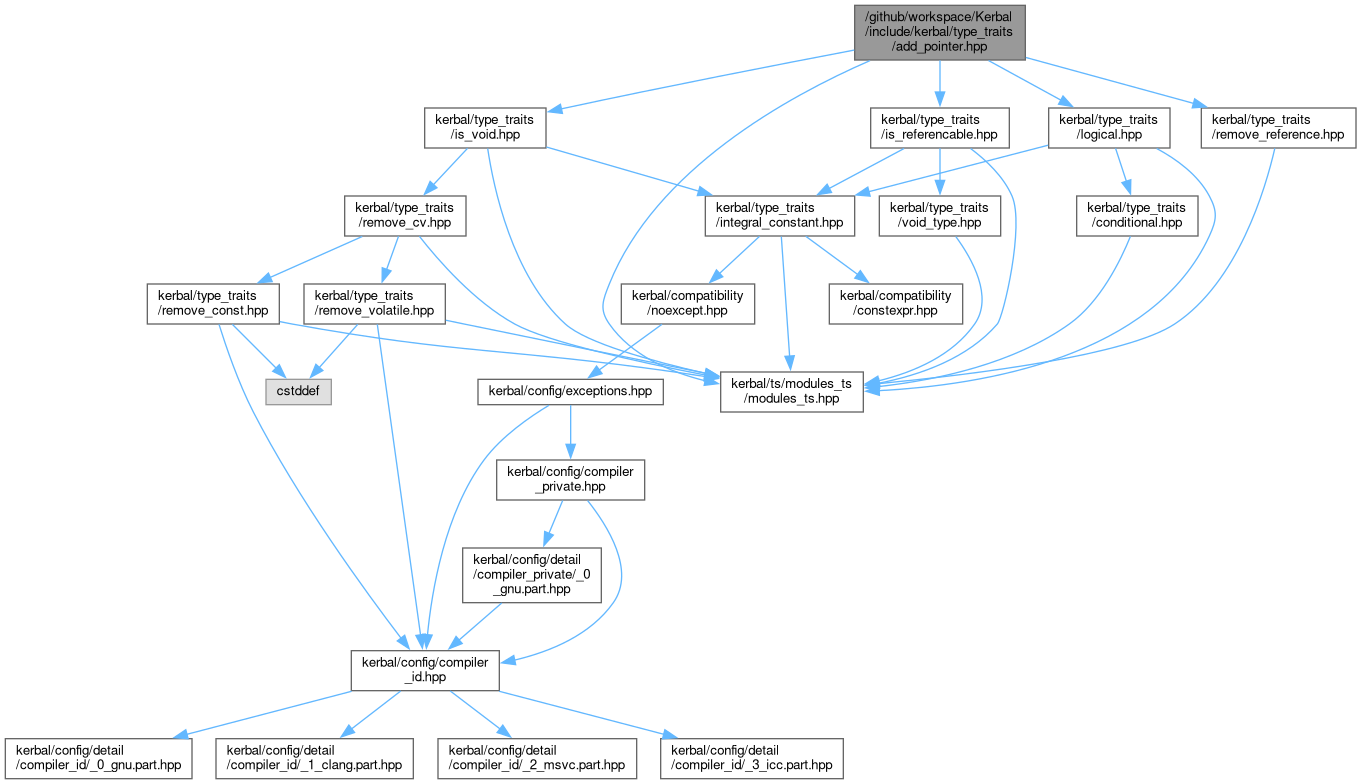 /github/workspace/Kerbal
/include/kerbal/type_traits
/add_pointer.hpp
kerbal/type_traits
/is_void.hpp
kerbal/type_traits
/is_referencable.hpp
kerbal/type_traits
/logical.hpp
kerbal/type_traits
/remove_reference.hpp
kerbal/type_traits
/remove_cv.hpp
kerbal/type_traits
/integral_constant.hpp
kerbal/type_traits
/void_type.hpp
kerbal/type_traits
/conditional.hpp
kerbal/type_traits
/remove_const.hpp
kerbal/type_traits
/remove_volatile.hpp
kerbal/compatibility
/noexcept.hpp
kerbal/compatibility
/constexpr.hpp
cstddef
kerbal/config/exceptions.hpp
kerbal/ts/modules_ts
/modules_ts.hpp
kerbal/config/compiler
_private.hpp
kerbal/config/detail
/compiler_private/_0
_gnu.part.hpp
kerbal/config/compiler
_id.hpp
kerbal/config/detail
/compiler_id/_0_gnu.part.hpp
kerbal/config/detail
/compiler_id/_1_clang.part.hpp
kerbal/config/detail
/compiler_id/_2_msvc.part.hpp
kerbal/config/detail
/compiler_id/_3_icc.part.hpp